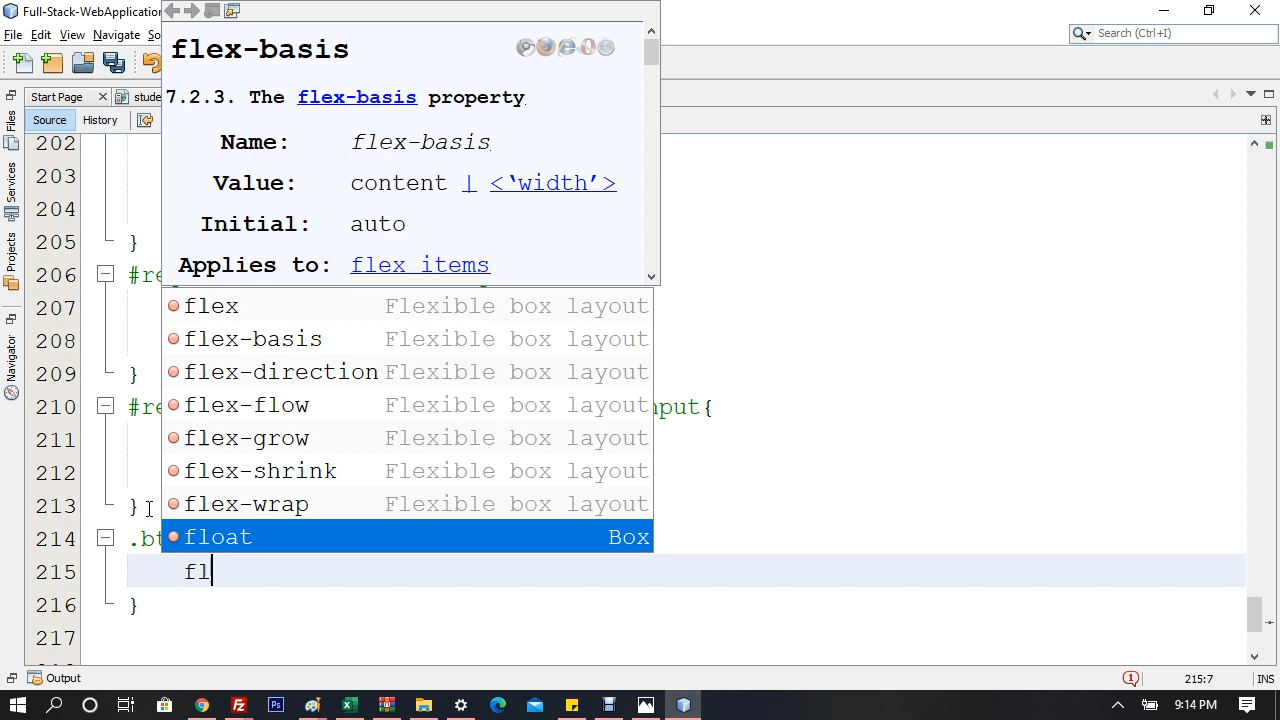 Full-Stack-WebApplication
File Edit View Navigate So
Search (Ctrl+I)
Start Page
stude
Source History
Files
Services
Projects
Navigator
flex-basis
7.2.3. The flex-basis property
Name: flex-basis
Value: content | <‘width’>
Initial: auto
Applies to: flex items
202
203
204
205 }
206 #re
207
208
209 }
210 #re nput{
211
212
213 }
214 .bt
215 fl
216 }
217
flex Flexible box layout
flex-basis Flexible box layout
flex-direction Flexible box layout
flex-flow Flexible box layout
flex-grow Flexible box layout
flex-shrink Flexible box layout
flex-wrap Flexible box layout
float Box
Output
1
215:7 INS
9:14 PM